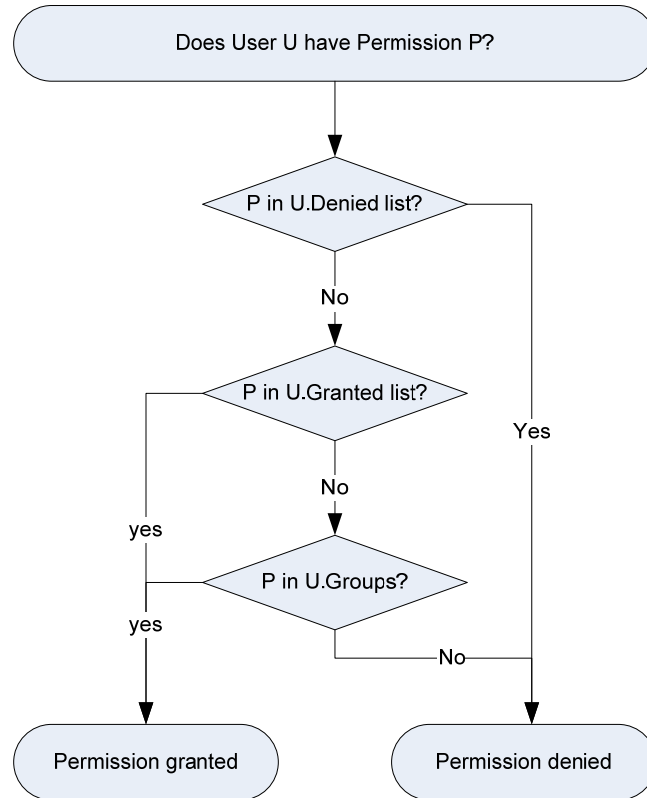 Does User U have Permission P?
P in U.Denied list?
No
P in U.Granted list?
Yes
No
yes
P in U.Groups?
yes
No
Permission granted
Permission denied